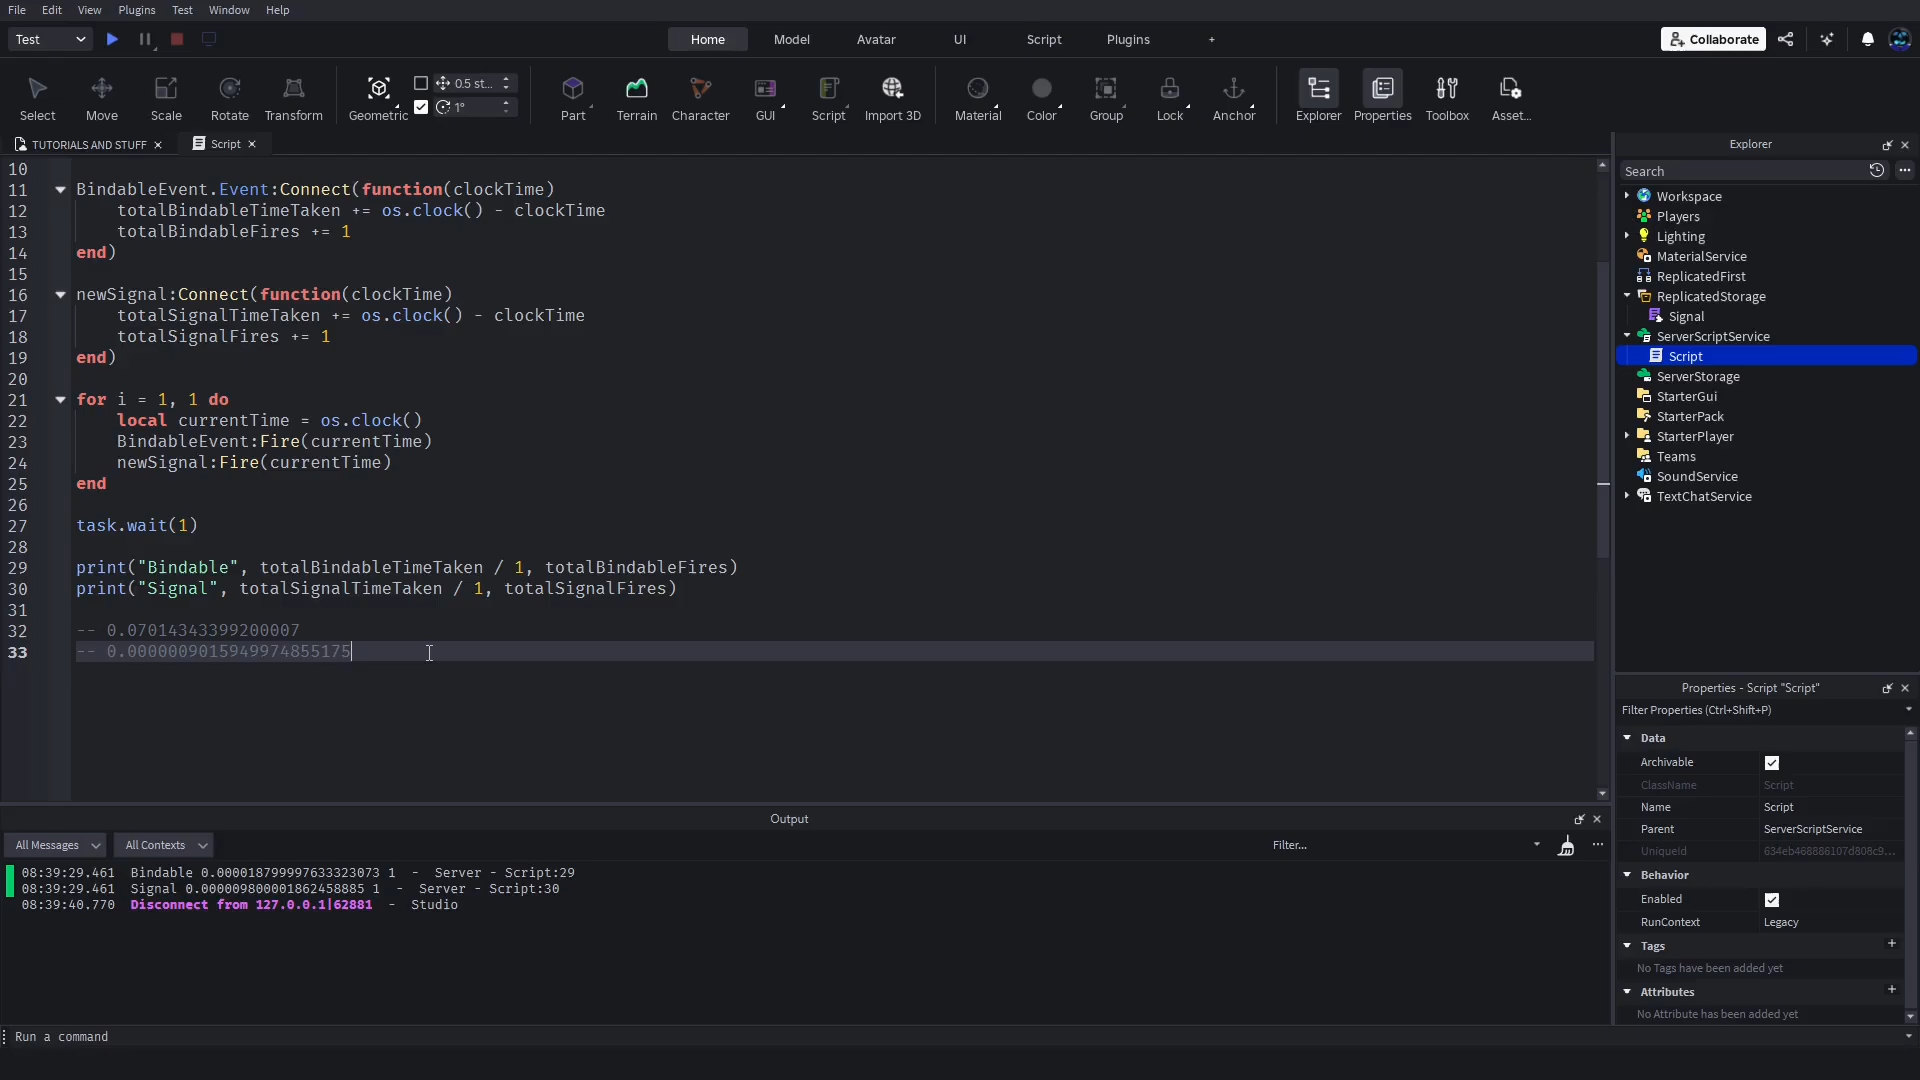 File Edit View Plugins Test Window Help
Test Home Model Avatar UI Script Plugins + Collaborate
0.5 st...
1°
Select Move Scale Rotate Transform Geometric Part Terrain Character GUI Script Import 3D Material Color Group Lock Anchor Explorer Properties Toolbox Asset...
TUTORIALS AND STUFF × Script ×
10
11 BindableEvent.Event:Connect(function(clockTime)
12 totalBindableTimeTaken += os.clock() - clockTime
13 totalBindableFires += 1
14 end)
15
16 newSignal:Connect(function(clockTime)
17 totalSignalTimeTaken += os.clock() - clockTime
18 totalSignalFires += 1
19 end)
20
21 for i = 1, 1 do
22 local currentTime = os.clock()
23 BindableEvent:Fire(currentTime)
24 newSignal:Fire(currentTime)
25 end
26
27 task.wait(1)
28
29 print("Bindable", totalBindableTimeTaken / 1, totalBindableFires)
30 print("Signal", totalSignalTimeTaken / 1, totalSignalFires)
31
32 -- 0.07014343399200007
33 -- 0.0000009015949974855175
Output
All Messages All Contexts Filter...
08:39:29.461 Bindable 0.000018799997633323073 1 - Server - Script:29
08:39:29.461 Signal 0.000009800001862458885 1 - Server - Script:30
08:39:40.770 Disconnect from 127.0.0.1|62881 - Studio
Run a command
Explorer
Search
Workspace
Players
Lighting
MaterialService
ReplicatedFirst
ReplicatedStorage
Signal
ServerScriptService
Script
ServerStorage
StarterGui
StarterPack
StarterPlayer
Teams
SoundService
TextChatService
Properties - Script "Script"
Filter Properties (Ctrl+Shift+P)
Data
Archivable
ClassName Script
Name Script
Parent ServerScriptService
UniqueId 634eb468886107d808c9...
Behavior
Enabled
RunContext Legacy
Tags +
No Tags have been added yet
Attributes +
No Attribute has been added yet